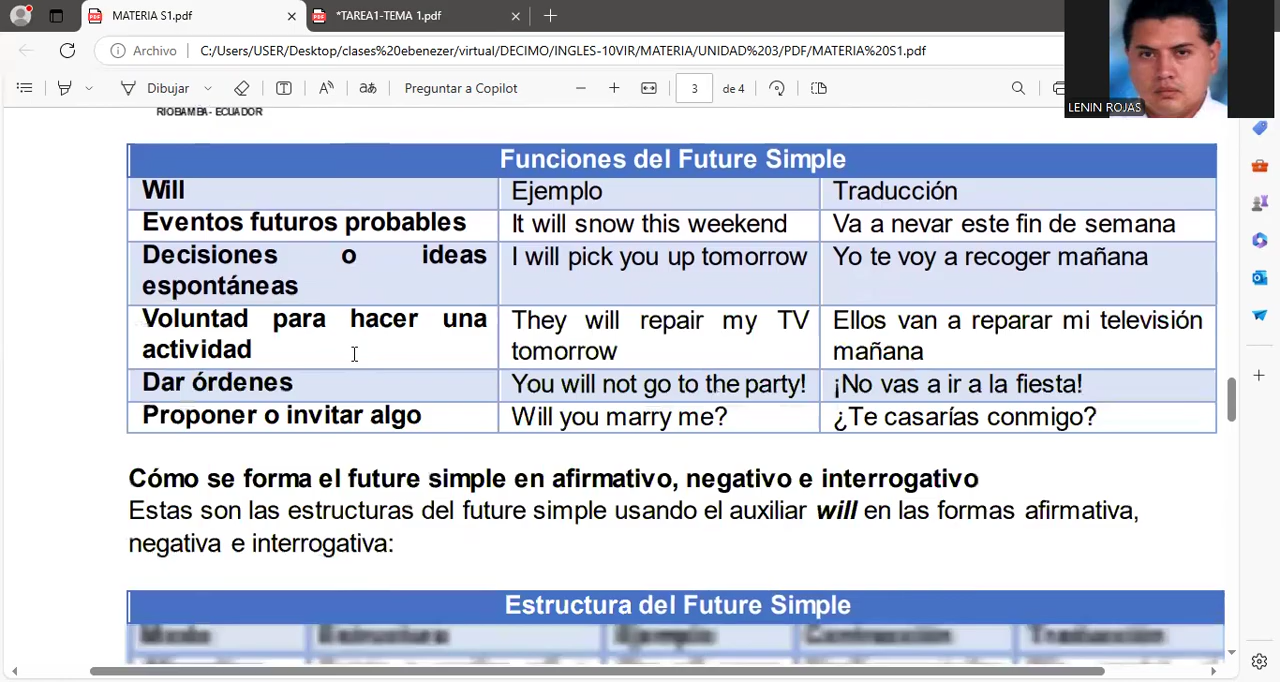 MATERIA S1.pdf
*TAREA1-TEMA 1.pdf
Archivo C:/Users/USER/Desktop/clases%20ebenezer/virtual/DECIMO/INGLES-10VIR/MATERIA/UNIDAD%203/PDF/MATERIA%20S1.pdf
Dibujar Preguntar a Copilot 3 de 4
LENIN ROJAS
RIOBAMBA - ECUADOR
Funciones del Future Simple
Will Ejemplo Traducción
Eventos futuros probables It will snow this weekend Va a nevar este fin de semana
Decisiones o ideas I will pick you up tomorrow Yo te voy a recoger mañana
espontáneas
Voluntad para hacer una They will repair my TV Ellos van a reparar mi televisión
actividad tomorrow mañana
Dar órdenes You will not go to the party! ¡No vas a ir a la fiesta!
Proponer o invitar algo Will you marry me? ¿Te casarías conmigo?
Cómo se forma el future simple en afirmativo, negativo e interrogativo
Estas son las estructuras del future simple usando el auxiliar will en las formas afirmativa,
negativa e interrogativa:
Estructura del Future Simple
Modo Estructura Ejemplo Contracción Traducción